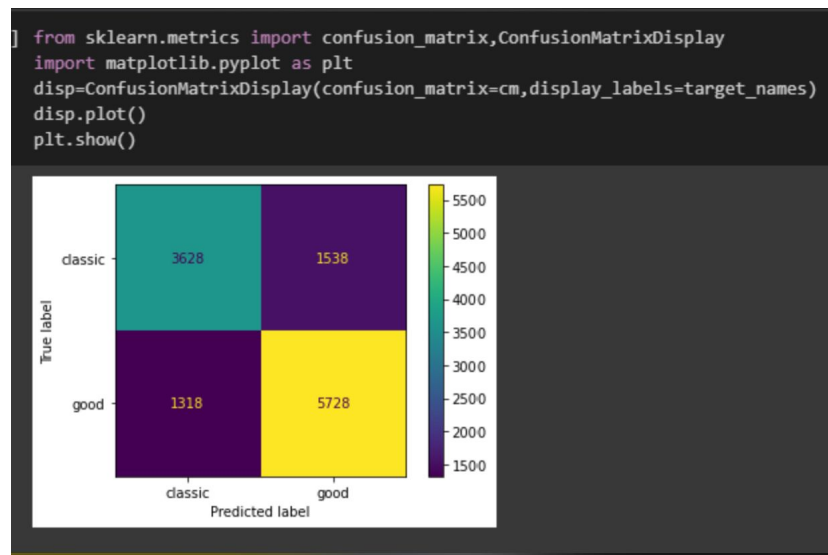 ] from sklearn.metrics import confusion_matrix,ConfusionMatrixDisplay
import matplotlib.pyplot as plt
disp=ConfusionMatrixDisplay(confusion_matrix=cm,display_labels=target_names)
disp.plot()
plt.show()
5500
classic
3628
1538
5000
4500
4000
True label
3500
3000
good
1318
5728
2500
2000
1500
classic
good
Predicted label